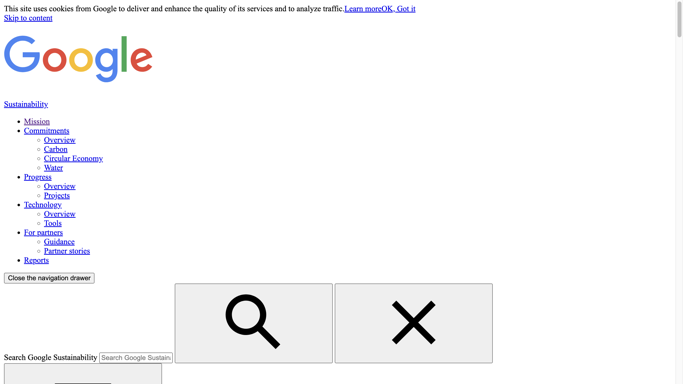 This site uses cookies from Google to deliver and enhance the quality of its services and to analyze traffic.Learn moreOK, Got it
Skip to content
Google
Sustainability
Mission
Commitments
Overview
Carbon
Circular Economy
Water
Progress
Overview
Projects
Technology
Overview
Tools
For partners
Guidance
Partner stories
Reports
Close the navigation drawer
Search Google Sustainability Search Google Sustain